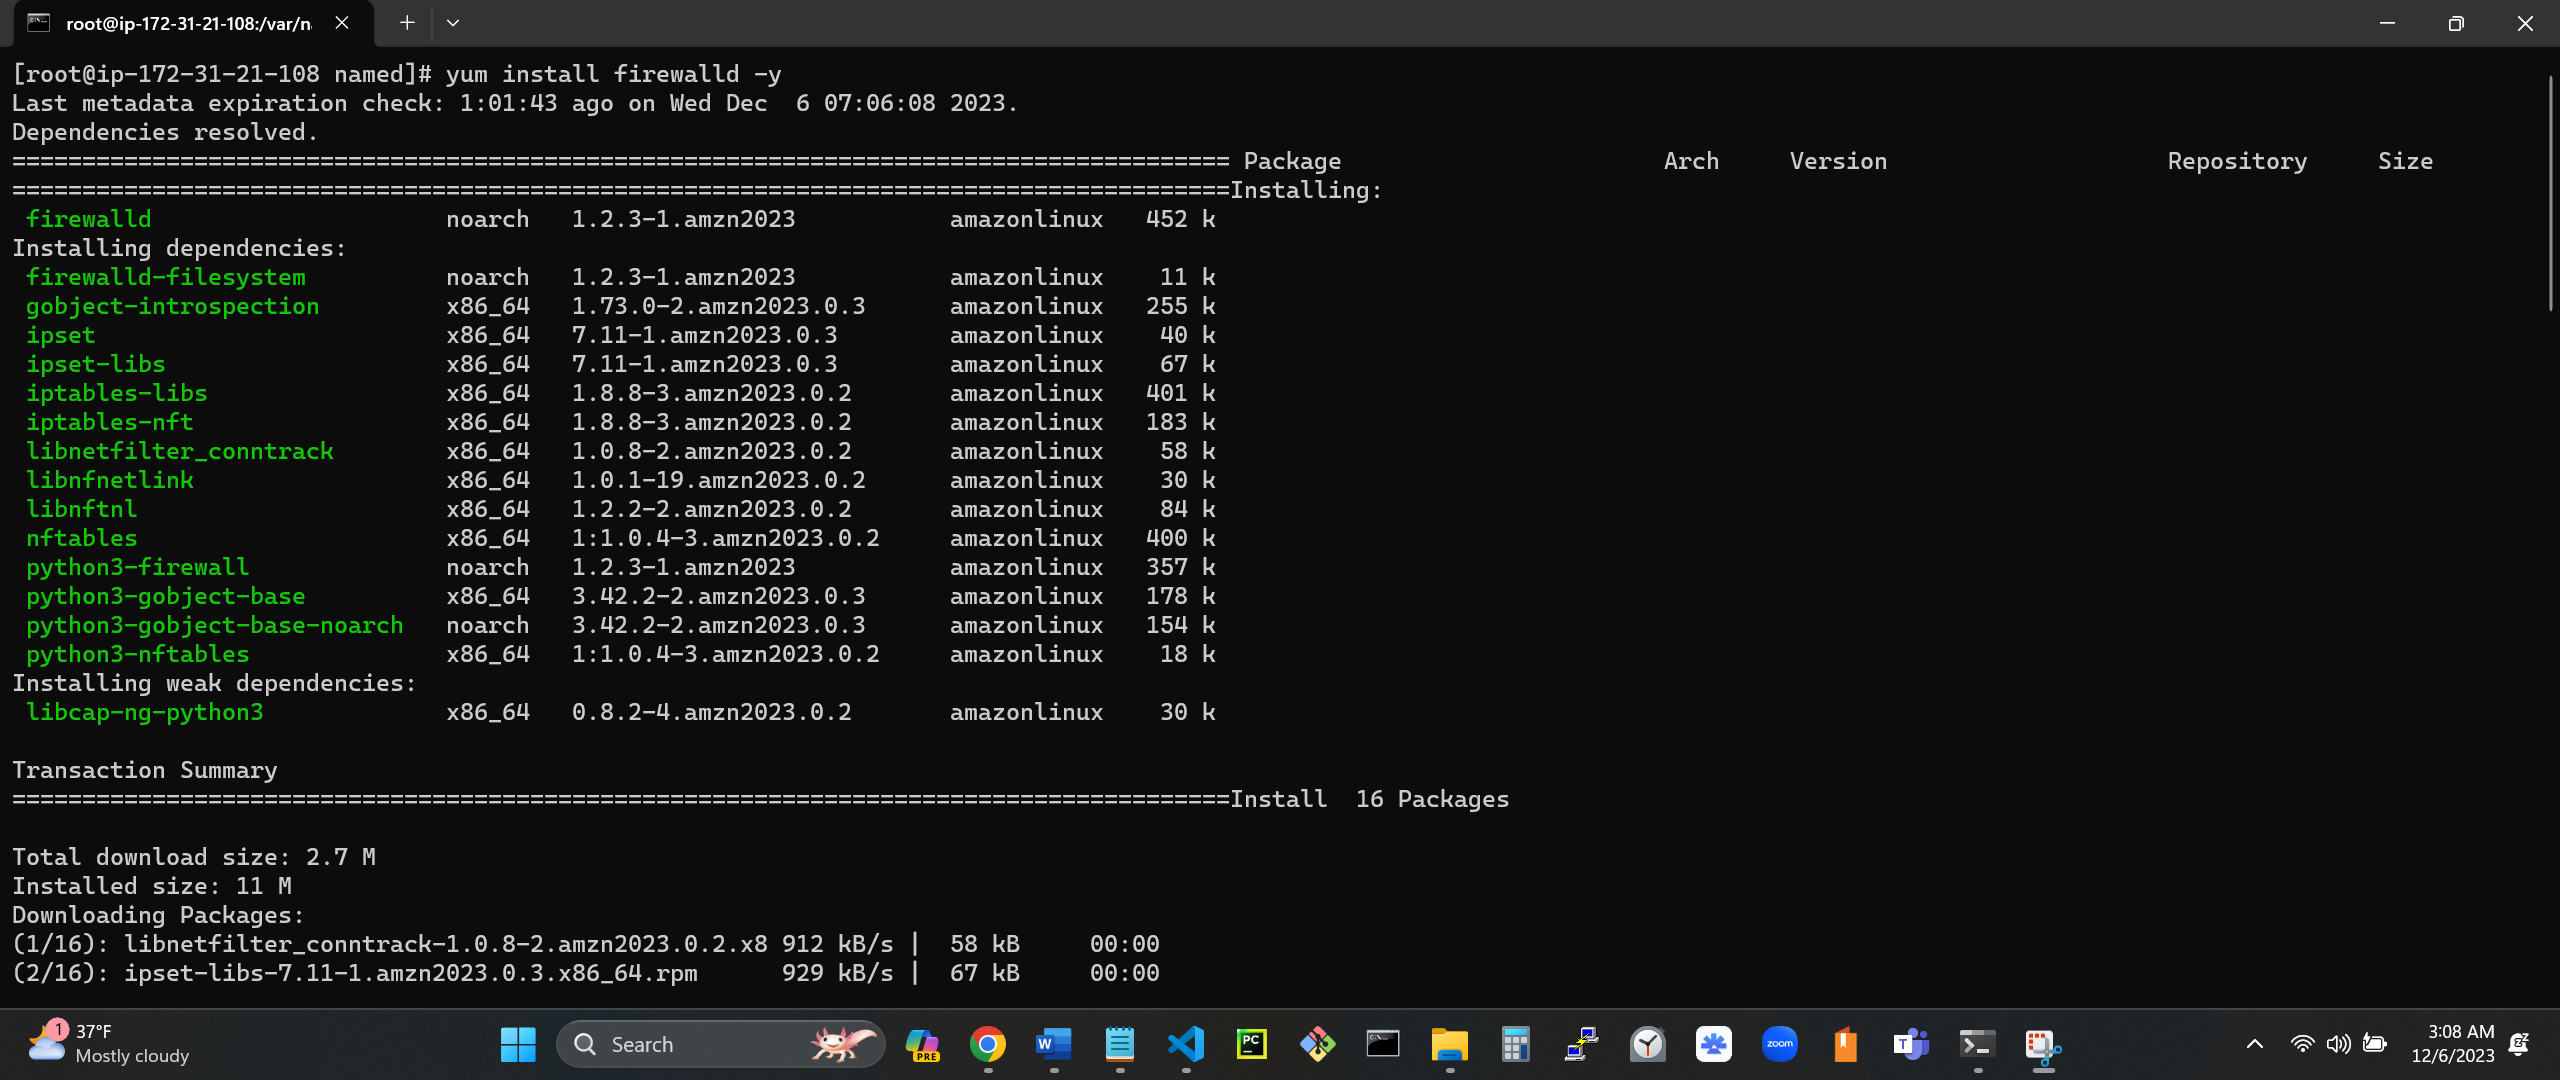 root@ip-172-31-21-108:/var/n
[root@ip-172-31-21-108 named]# yum install firewalld -y
Last metadata expiration check: 1:01:43 ago on Wed Dec  6 07:06:08 2023.
Dependencies resolved.
======================================================================================= Package                       Arch     Version                    Repository     Size
=======================================================================================Installing:
 firewalld                     noarch   1.2.3-1.amzn2023           amazonlinux   452 k
Installing dependencies:
 firewalld-filesystem          noarch   1.2.3-1.amzn2023           amazonlinux    11 k
 gobject-introspection         x86_64   1.73.0-2.amzn2023.0.3      amazonlinux   255 k
 ipset                         x86_64   7.11-1.amzn2023.0.3        amazonlinux    40 k
 ipset-libs                    x86_64   7.11-1.amzn2023.0.3        amazonlinux    67 k
 iptables-libs                 x86_64   1.8.8-3.amzn2023.0.2       amazonlinux   401 k
 iptables-nft                  x86_64   1.8.8-3.amzn2023.0.2       amazonlinux   183 k
 libnetfilter_conntrack        x86_64   1.0.8-2.amzn2023.0.2       amazonlinux    58 k
 libnfnetlink                  x86_64   1.0.1-19.amzn2023.0.2      amazonlinux    30 k
 libnftnl                      x86_64   1.2.2-2.amzn2023.0.2       amazonlinux    84 k
 nftables                      x86_64   1:1.0.4-3.amzn2023.0.2     amazonlinux   400 k
 python3-firewall              noarch   1.2.3-1.amzn2023           amazonlinux   357 k
 python3-gobject-base          x86_64   3.42.2-2.amzn2023.0.3      amazonlinux   178 k
 python3-gobject-base-noarch   noarch   3.42.2-2.amzn2023.0.3      amazonlinux   154 k
 python3-nftables              x86_64   1:1.0.4-3.amzn2023.0.2     amazonlinux    18 k
Installing weak dependencies:
 libcap-ng-python3             x86_64   0.8.2-4.amzn2023.0.2       amazonlinux    30 k
Transaction Summary
=======================================================================================Install  16 Packages
Total download size: 2.7 M
Installed size: 11 M
Downloading Packages:
(1/16): libnetfilter_conntrack-1.0.8-2.amzn2023.0.2.x8 912 kB/s |  58 kB     00:00
(2/16): ipset-libs-7.11-1.amzn2023.0.3.x86_64.rpm      929 kB/s |  67 kB     00:00
1
37°F
Mostly cloudy
Search
PRE
W
PC
zoom
T
3:08 AM
12/6/2023